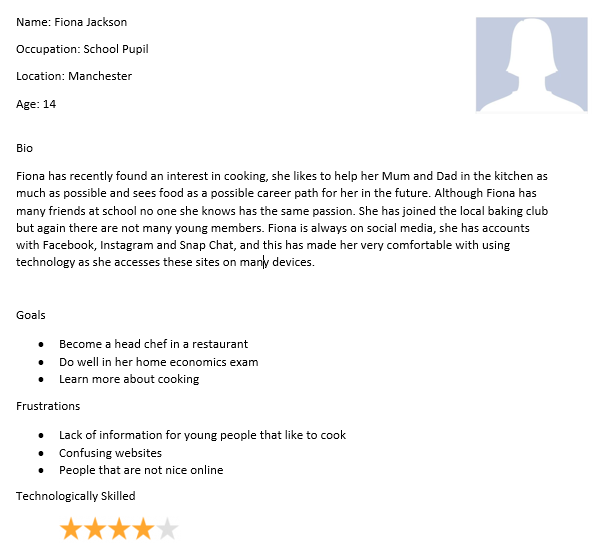 Name: Fiona Jackson
Occupation: School Pupil
Location: Manchester
Age: 14
Bio
Fiona has recently found an interest in cooking, she likes to help her Mum and Dad in the kitchen as
much as possible and sees food as a possible career path for her in the future. Although Fiona has
many friends at school no one she knows has the same passion. She has joined the local baking club
but again there are not many young members. Fiona is always on social media, she has accounts
with Facebook, Instagram and Snap Chat, and this has made her very comfortable with using
technology as she accesses these sites on many devices.
Goals
• Become a head chef in a restaurant
• Do well in her home economics exam
• Learn more about cooking
Frustrations
• Lack of information for young people that like to cook
• Confusing websites
• People that are not nice online
Technologically Skilled